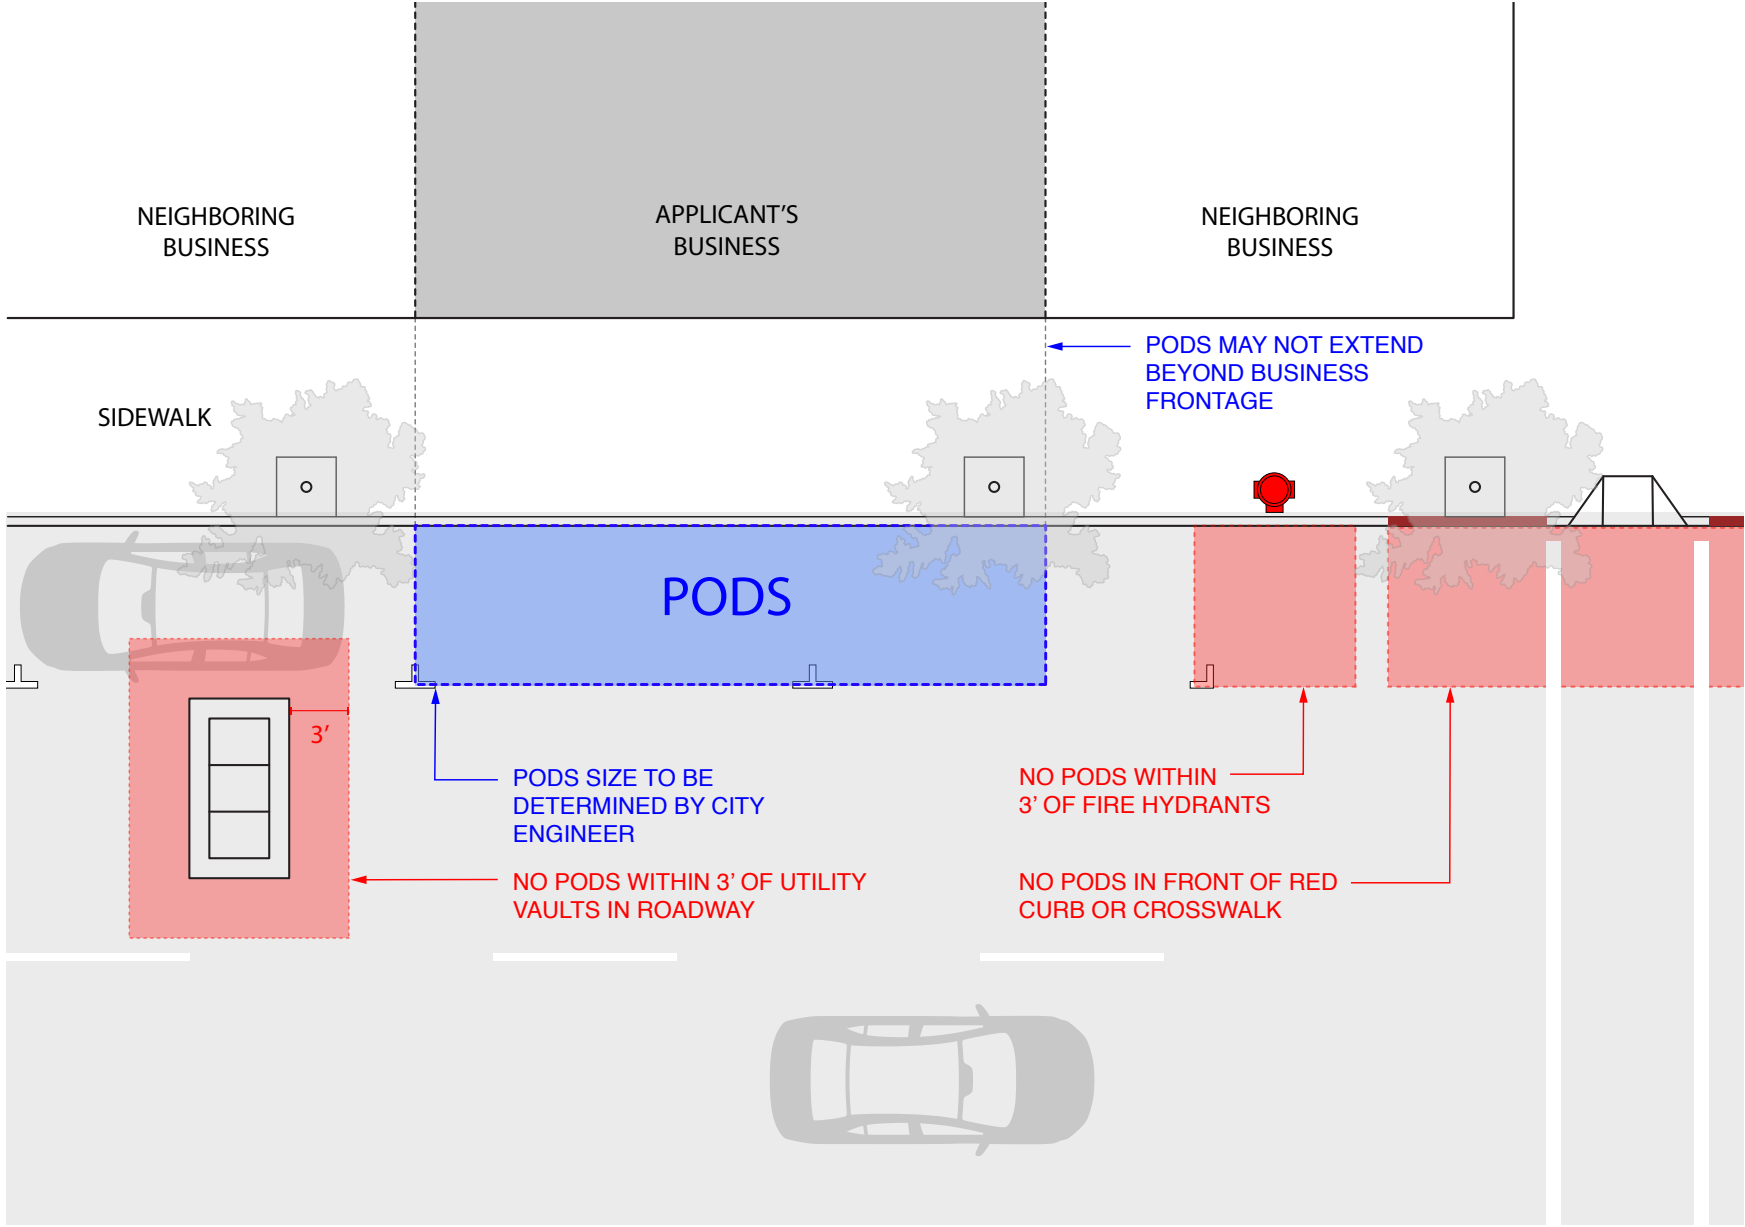 NEIGHBORING
BUSINESS
APPLICANT’S
BUSINESS
NEIGHBORING
BUSINESS
PODS MAY NOT EXTEND
BEYOND BUSINESS
FRONTAGE
SIDEWALK
PODS
3’
PODS SIZE TO BE
DETERMINED BY CITY
ENGINEER
NO PODS WITHIN
3’ OF FIRE HYDRANTS
NO PODS WITHIN 3’ OF UTILITY
VAULTS IN ROADWAY
NO PODS IN FRONT OF RED
CURB OR CROSSWALK